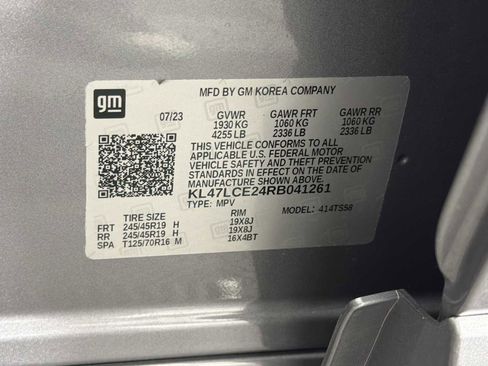 gm
MFD BY GM KOREA COMPANY
07/23 GVWR GAWR FRT GAWR RR
1930 KG 1060 KG 1060 KG
4255 LB 2336 LB 2336 LB
THIS VEHICLE CONFORMS TO ALL
APPLICABLE U.S. FEDERAL MOTOR
VEHICLE SAFETY AND THEFT PREVENTION
STANDARDS IN EFFECT ON THE DATE OF
MANUFACTURE SHOWN ABOVE.
KL47LCE24RB041261
TYPE: MPV MODEL: 414TS58
TIRE SIZE RIM
FRT 245/45R19 H 19X8J
RR 245/45R19 H 19X8J
SPA T125/70R16 M 16X4BT